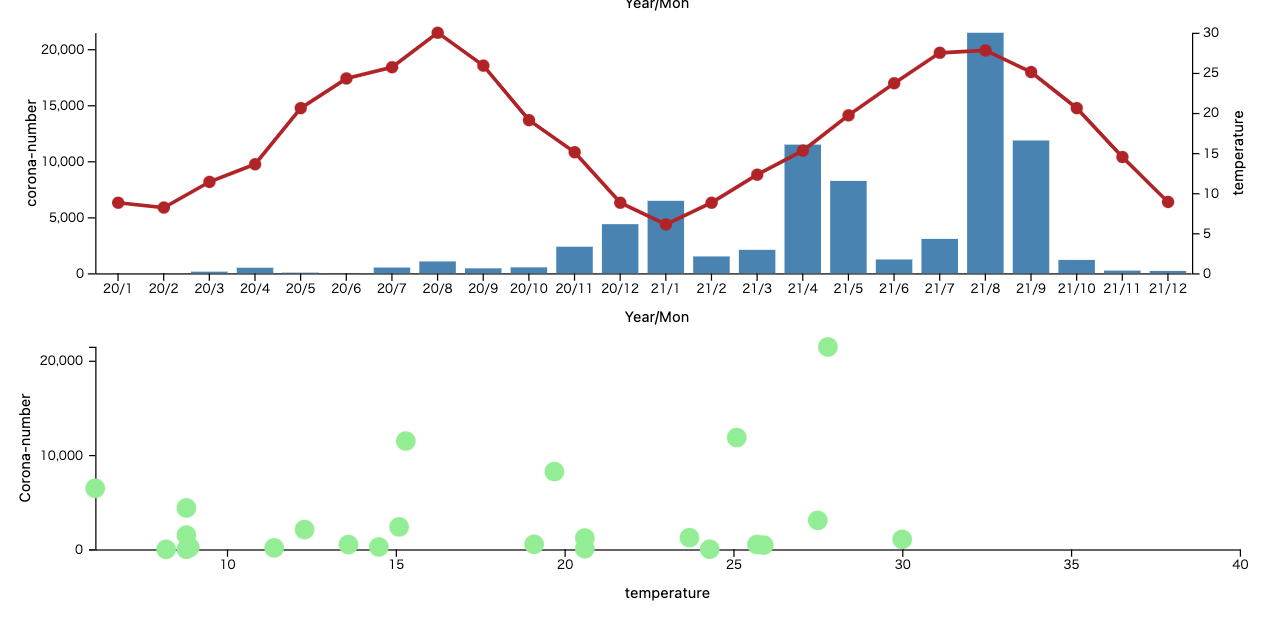 Year/Mon
20,000
15,000
10,000
5,000
0
corona-number
30
25
20
15
10
5
0
temperature
20/1 20/2 20/3 20/4 20/5 20/6 20/7 20/8 20/9 20/10 20/11 20/12 21/1 21/2 21/3 21/4 21/5 21/6 21/7 21/8 21/9 21/10 21/11 21/12
Year/Mon
20,000
10,000
0
Corona-number
10 15 20 25 30 35 40
temperature